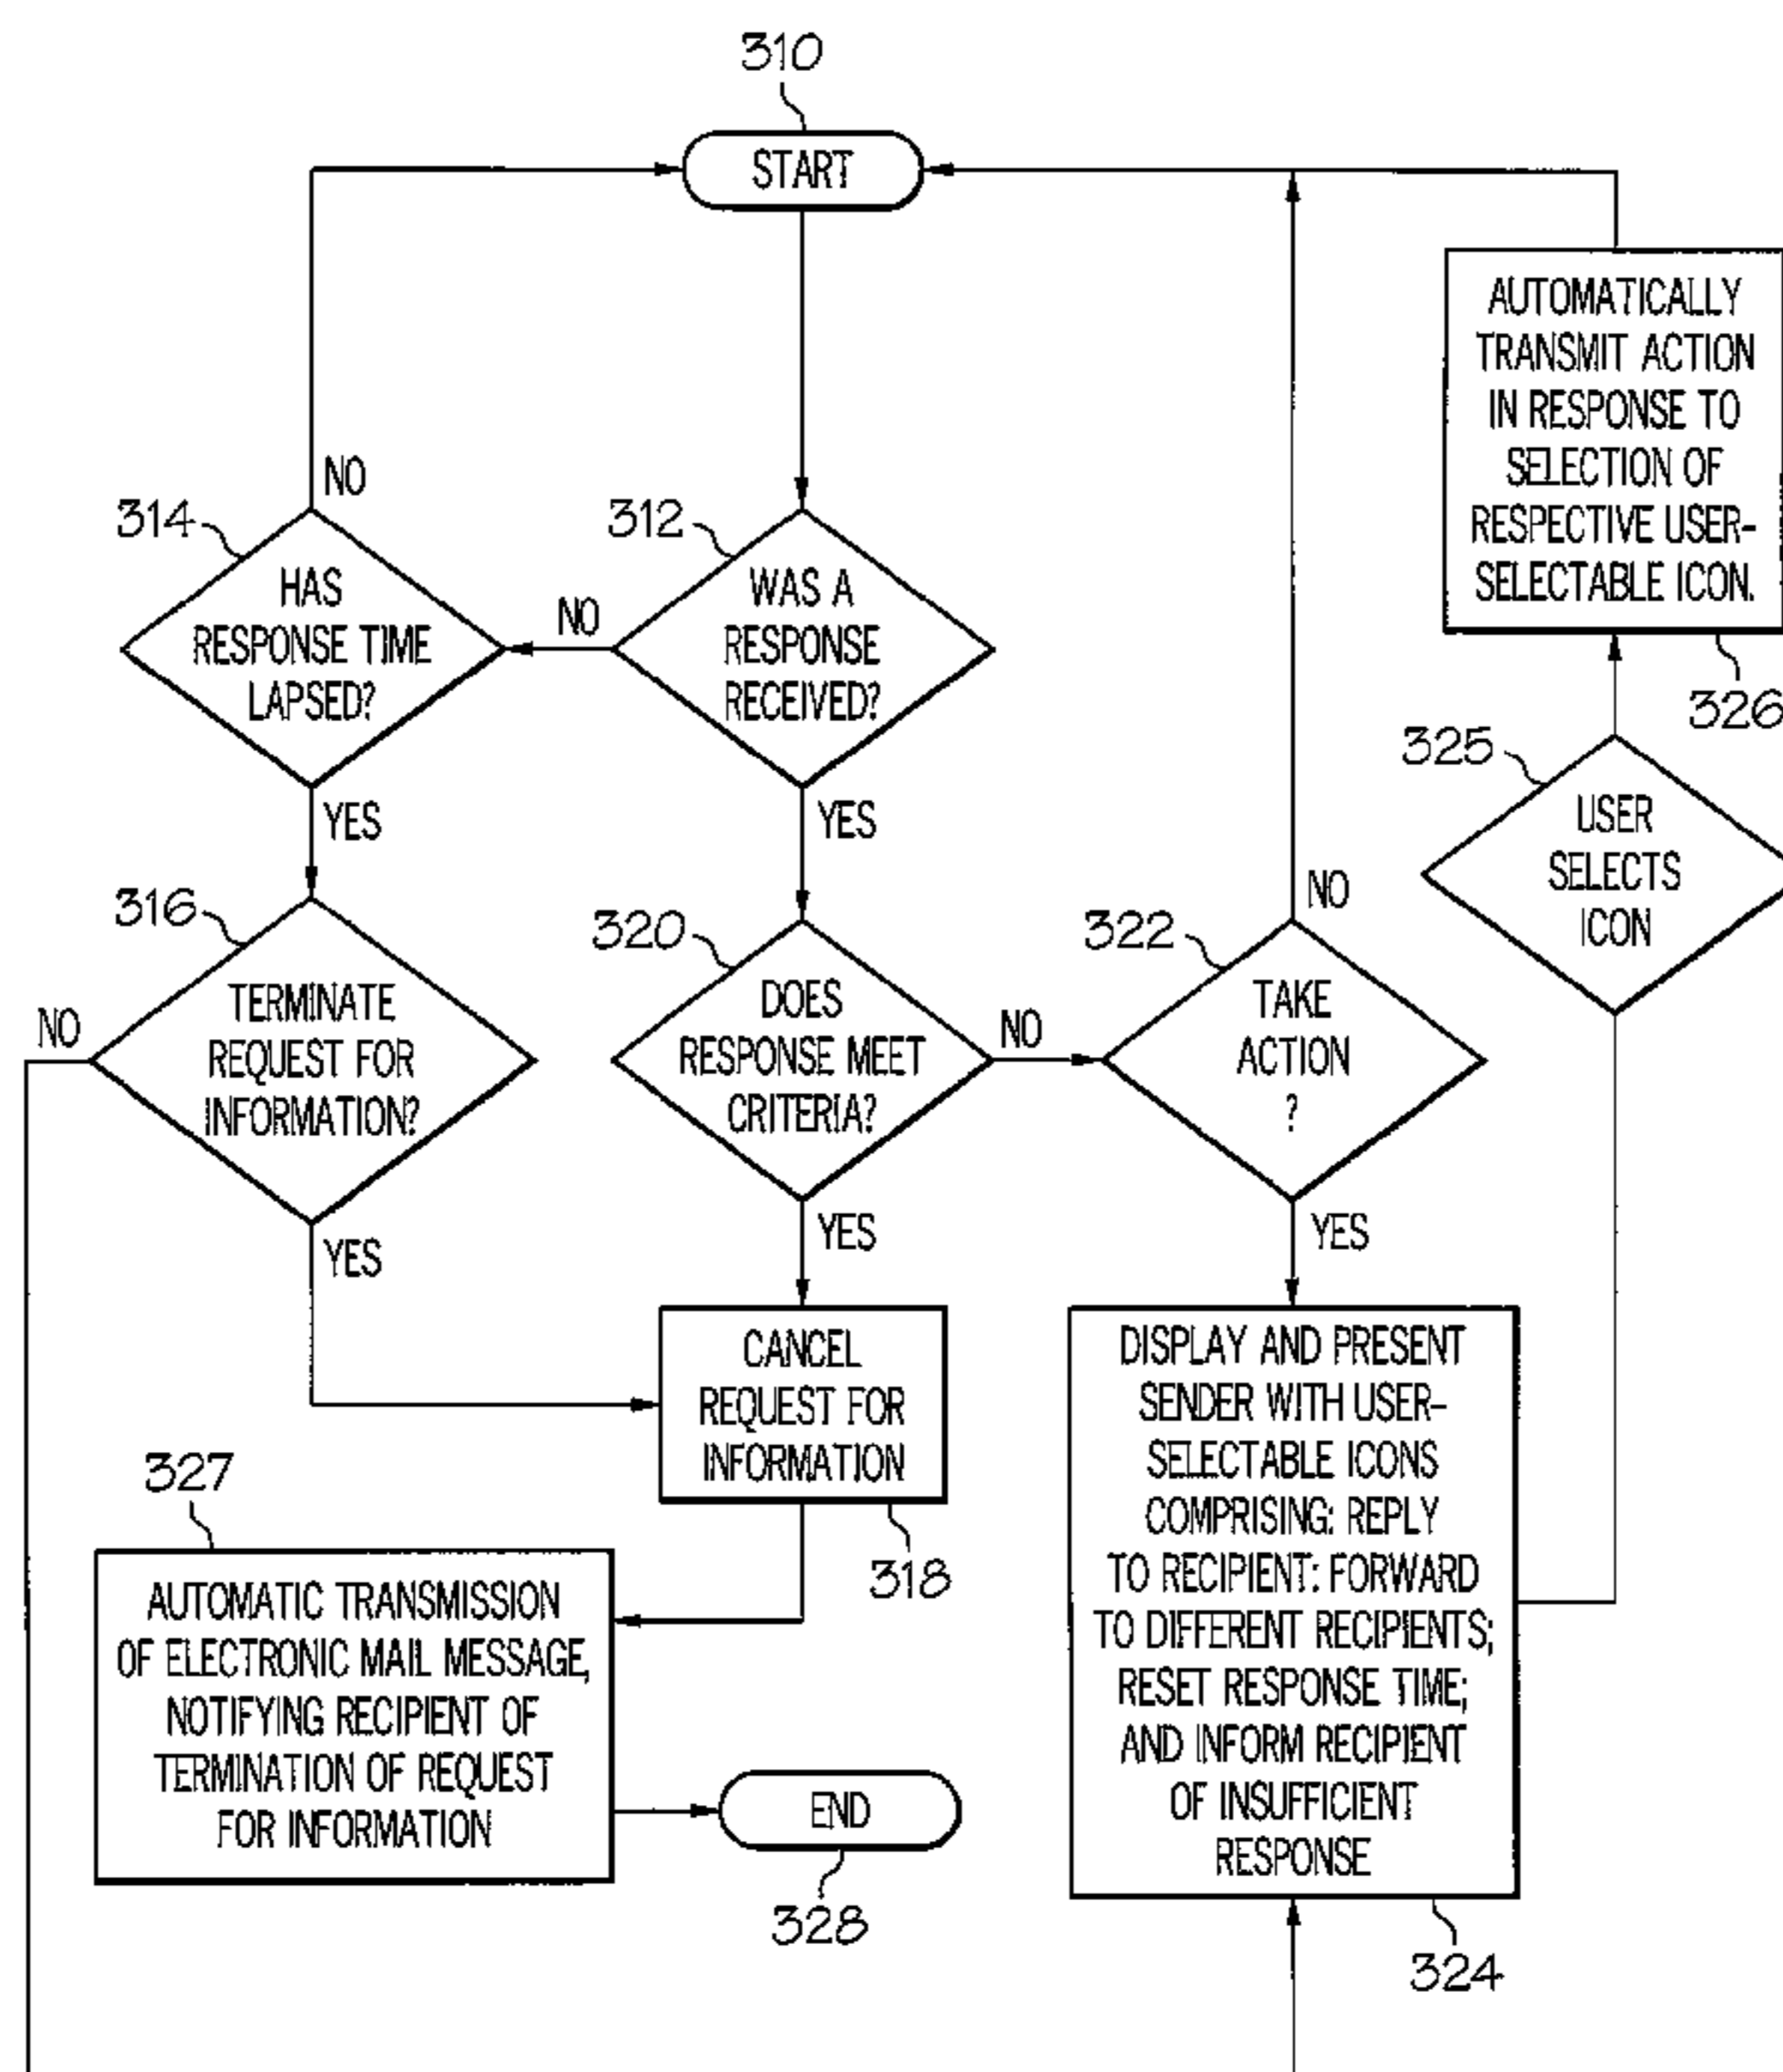 310
START
AUTOMATICALLY
TRANSMIT ACTION
IN RESPONSE TO
SELECTION OF
RESPECTIVE USER-
SELECTABLE ICON.
326
NO
314
HAS
RESPONSE TIME
LAPSED?
YES
NO
312
WAS A
RESPONSE
RECEIVED?
YES
325
USER
SELECTS
ICON
316
TERMINATE
REQUEST FOR
INFORMATION?
NO
YES
320
DOES
RESPONSE MEET
CRITERIA?
NO
YES
322
TAKE
ACTION
?
NO
YES
CANCEL
REQUEST FOR
INFORMATION
318
DISPLAY AND PRESENT
SENDER WITH USER-
SELECTABLE ICONS
COMPRISING: REPLY
TO RECIPIENT: FORWARD
TO DIFFERENT RECIPIENTS;
RESET RESPONSE TIME;
AND INFORM RECIPIENT
OF INSUFFICIENT
RESPONSE
324
327
AUTOMATIC TRANSMISSION
OF ELECTRONIC MAIL MESSAGE,
NOTIFYING RECIPIENT OF
TERMINATION OF REQUEST
FOR INFORMATION
END
328